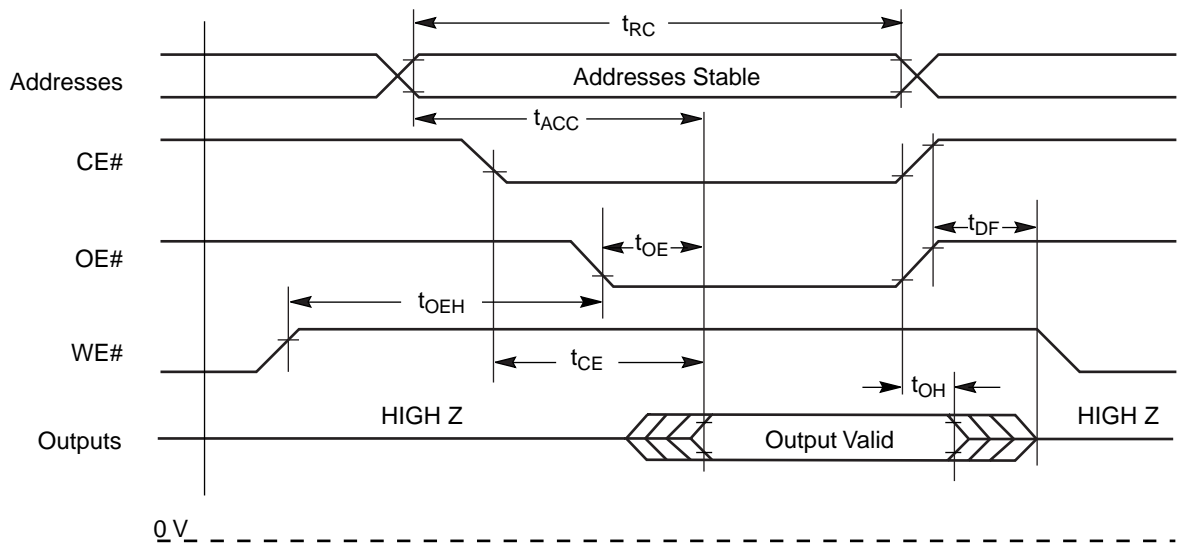 tRC
Addresses
Addresses Stable
tACC
CE#
tDF
OE#
tOE
tOEH
WE#
tCE
tOH
HIGH Z
HIGH Z
Outputs
Output Valid
0 V